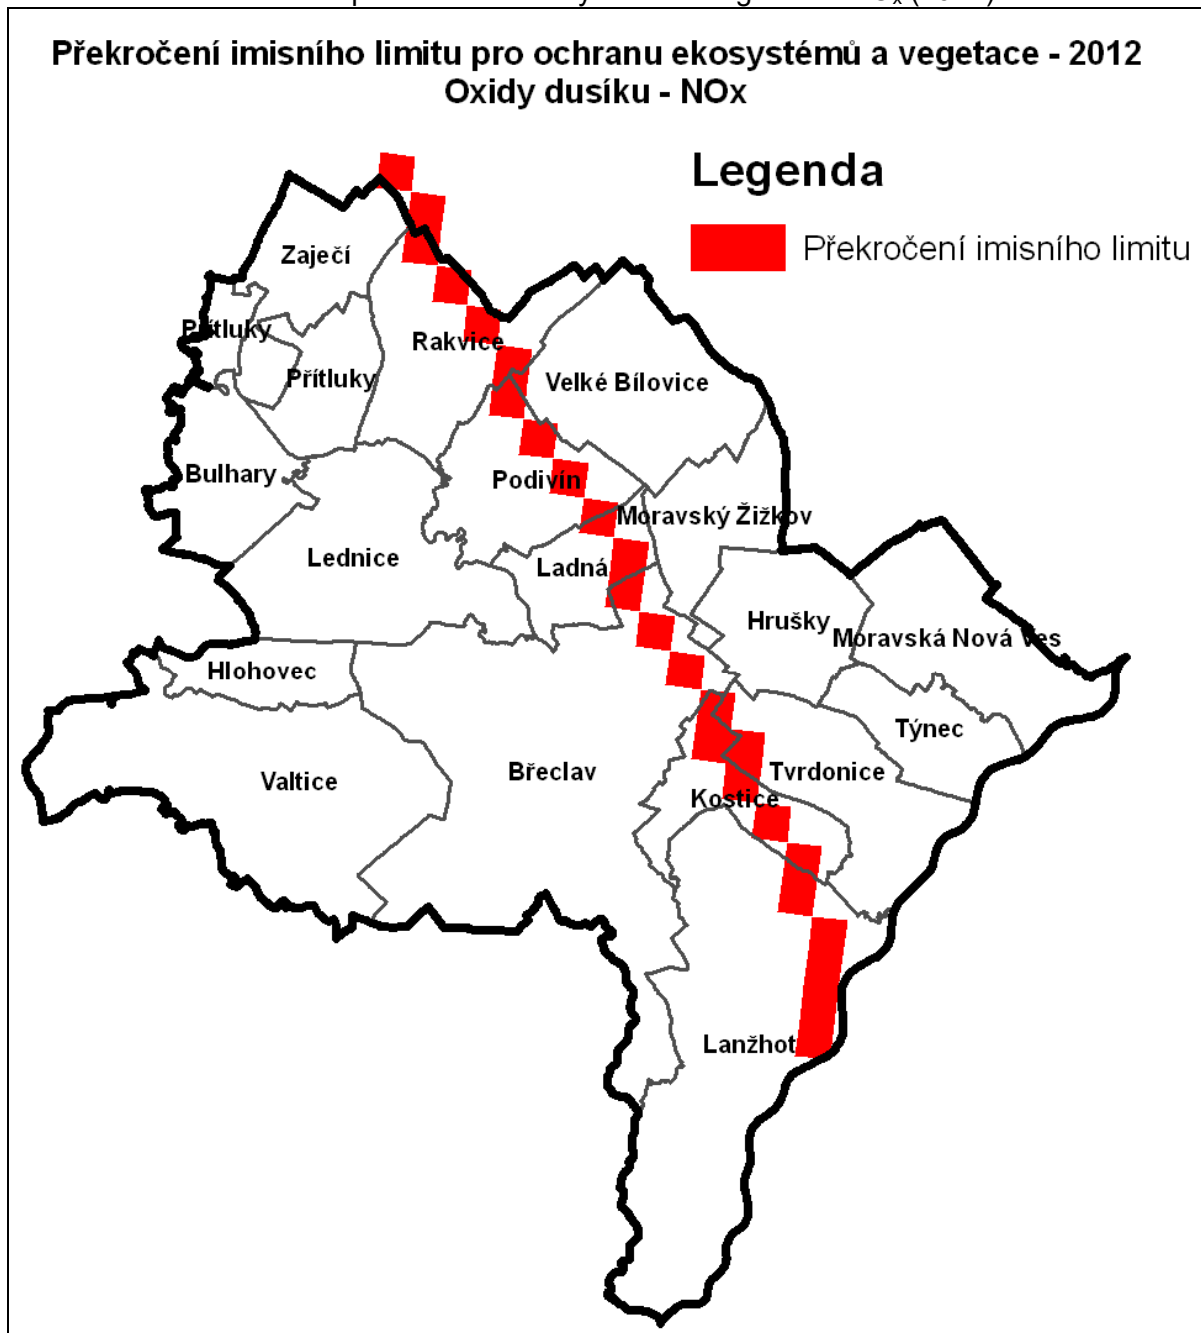 Překročení imisního limitu pro ochranu ekosystémů a vegetace - 2012
Oxidy dusíku - NOx
Legenda
Překročení imisního limitu
Zaječí
Přítluky
Rakvice
Přítluky
Velké Bílovice
Bulhary
Podivín
Moravský Žižkov
Lednice
Ladná
Hrušky
Moravská Nová Ves
Hlohovec
Týnec
Valtice
Břeclav
Tvrdonice
Kostice
Lanžhot